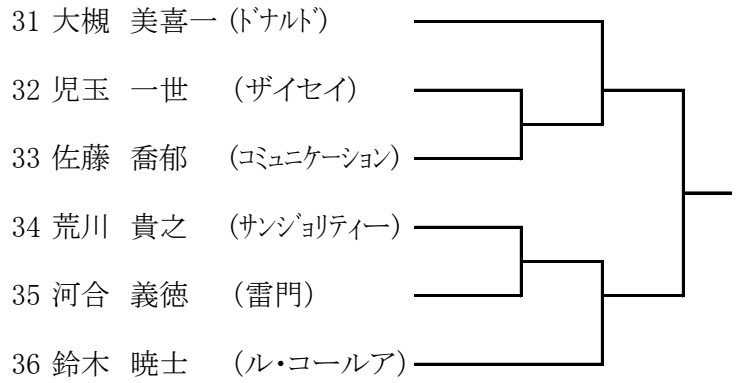 31 大槻 美喜一 (ﾄﾞﾅﾙﾄﾞ)
32 児玉 一世 (ザイセイ)
33 佐藤 喬郁 (ｺﾐｭﾆｹｰｼｮﾝ)
34 荒川 貴之 (ｻﾝｼﾞｮﾘﾃｨｰ)
35 河合 義徳 (雷門)
36 鈴木 暁士 (ル・コールア)